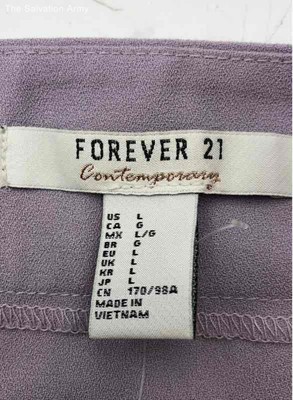 The Salvation Army
FOREVER 21
Contemporary
US L
CA G
MX L/G
BR G
EU L
UK L
KR L
JP L
CN 170/98A
MADE IN
VIETNAM